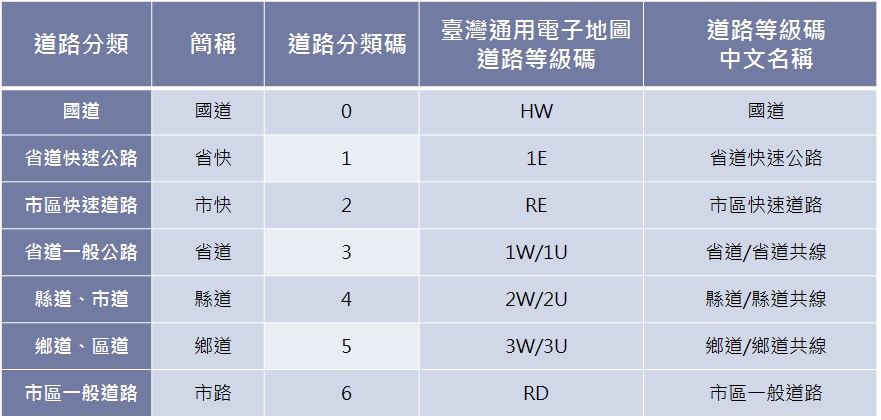 道路分類 簡稱 道路分類碼 臺灣通用電子地圖 道路等級碼
道路等級碼 中文名稱
國道 國道 0 HW 國道
省道快速公路 省快 1 1E 省道快速公路
市區快速道路 市快 2 RE 市區快速道路
省道一般公路 省道 3 1W/1U 省道/省道共線
縣道、市道 縣道 4 2W/2U 縣道/縣道共線
鄉道、區道 鄉道 5 3W/3U 鄉道/鄉道共線
市區一般道路 市路 6 RD 市區一般道路